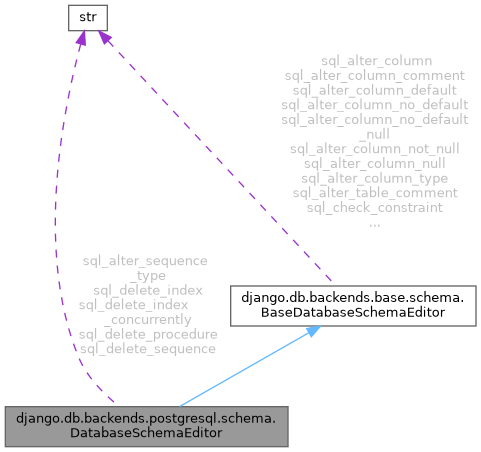 str
sql_alter_column
sql_alter_column_comment
sql_alter_column_default
sql_alter_column_no_default
sql_alter_column_no_default
_null
sql_alter_column_not_null
sql_alter_column_null
sql_alter_column_type
sql_alter_table_comment
sql_check_constraint
...
sql_alter_sequence
_type
sql_delete_index
sql_delete_index
_concurrently
sql_delete_procedure
sql_delete_sequence
django.db.backends.base.schema.
BaseDatabaseSchemaEditor
django.db.backends.postgresql.schema.
DatabaseSchemaEditor